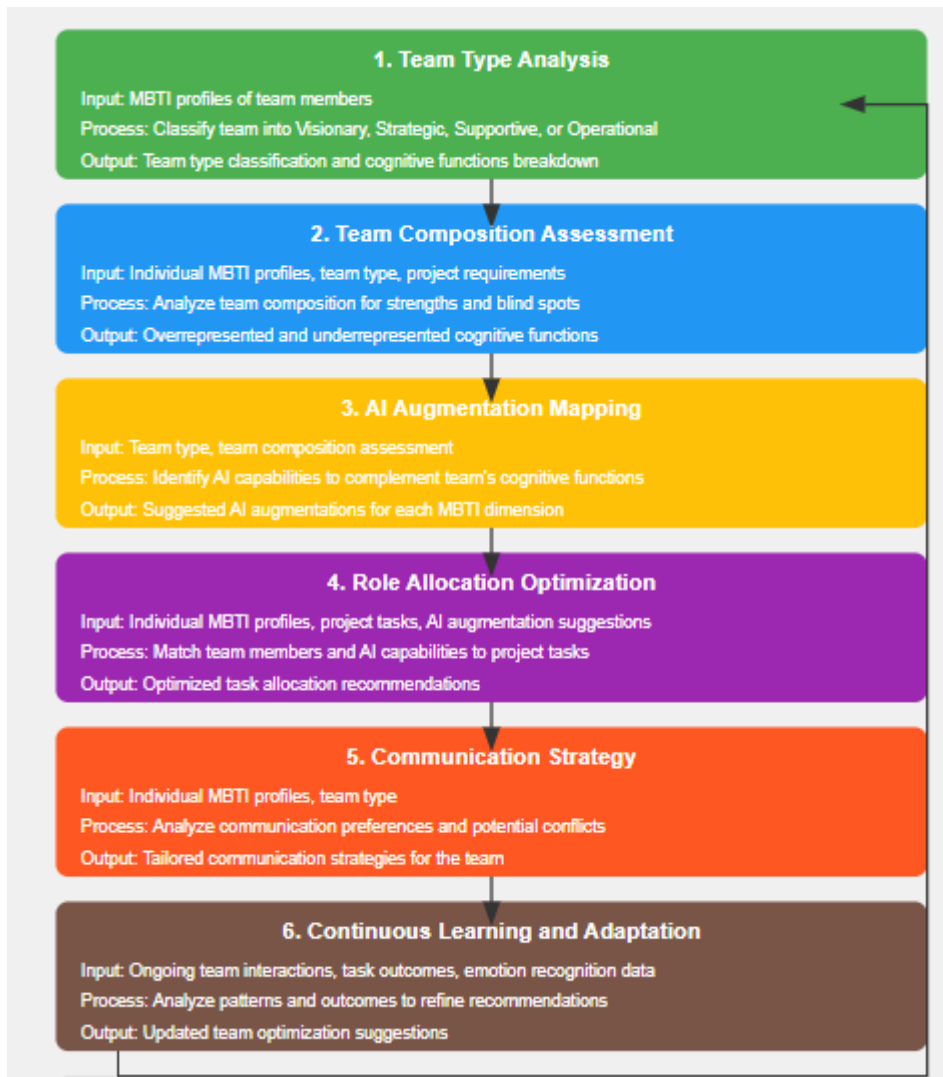 1. Team Type Analysis
Input: MBTI profiles of team members
Process: Classify team into Visionary, Strategic, Supportive, or Operational
Output: Team type classification and cognitive functions breakdown
2. Team Composition Assessment
Input: Individual MBTI profiles, team type, project requirements
Process: Analyze team composition for strengths and blind spots
Output: Overrepresented and underrepresented cognitive functions
3. AI Augmentation Mapping
Input: Team type, team composition assessment
Process: Identify AI capabilities to complement team's cognitive functions
Output: Suggested AI augmentations for each MBTI dimension
4. Role Allocation Optimization
Input: Individual MBTI profiles, project tasks, AI augmentation suggestions
Process: Match team members and AI capabilities to project tasks
Output: Optimized task allocation recommendations
5. Communication Strategy
Input: Individual MBTI profiles, team type
Process: Analyze communication preferences and potential conflicts
Output: Tailored communication strategies for the team
6. Continuous Learning and Adaptation
Input: Ongoing team interactions, task outcomes, emotion recognition data
Process: Analyze patterns and outcomes to refine recommendations
Output: Updated team optimization suggestions